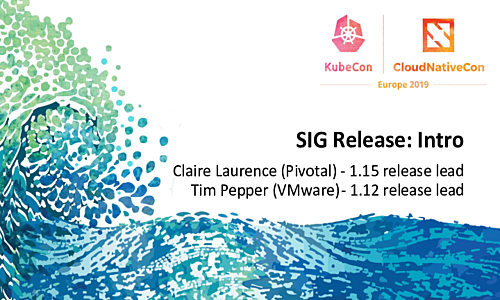 KubeCon
CloudNativeCon
Europe 2019
SIG Release: Intro
Claire Laurence (Pivotal) - 1.15 release lead
Tim Pepper (VMware) - 1.12 release lead